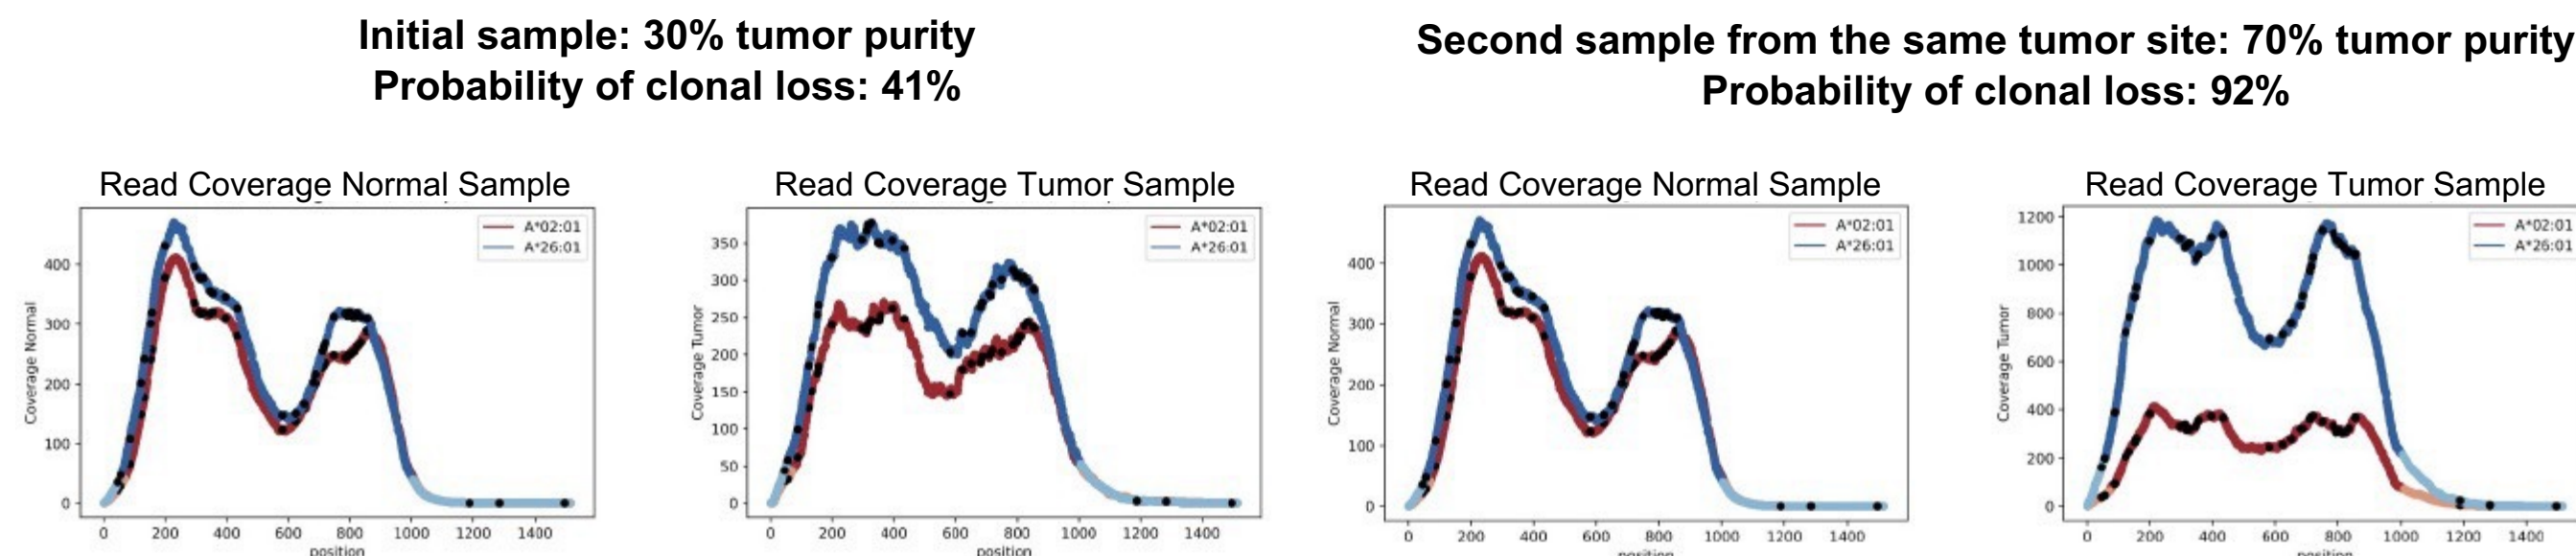 Initial sample: 30% tumor purity
Probability of clonal loss: 41%
Second sample from the same tumor site: 70% tumor purity
Probability of clonal loss: 92%
Read Coverage Normal Sample
A*02:01
A*26:01
Coverage Normal
400
300
200
100
0
0 200 400 600 800 1000 1200 1400
position
Read Coverage Tumor Sample
A*02:01
A*26:01
Coverage Tumor
350
300
250
200
150
100
50
0
0 200 400 600 800 1000 1200 1400
position
Read Coverage Normal Sample
A*02:01
A*26:01
Coverage Normal
400
300
200
100
0
0 200 400 600 800 1000 1200 1400
position
Read Coverage Tumor Sample
A*02:01
A*26:01
Coverage Tumor
1200
1000
800
600
400
200
0
0 200 400 600 800 1000 1200 1400
position